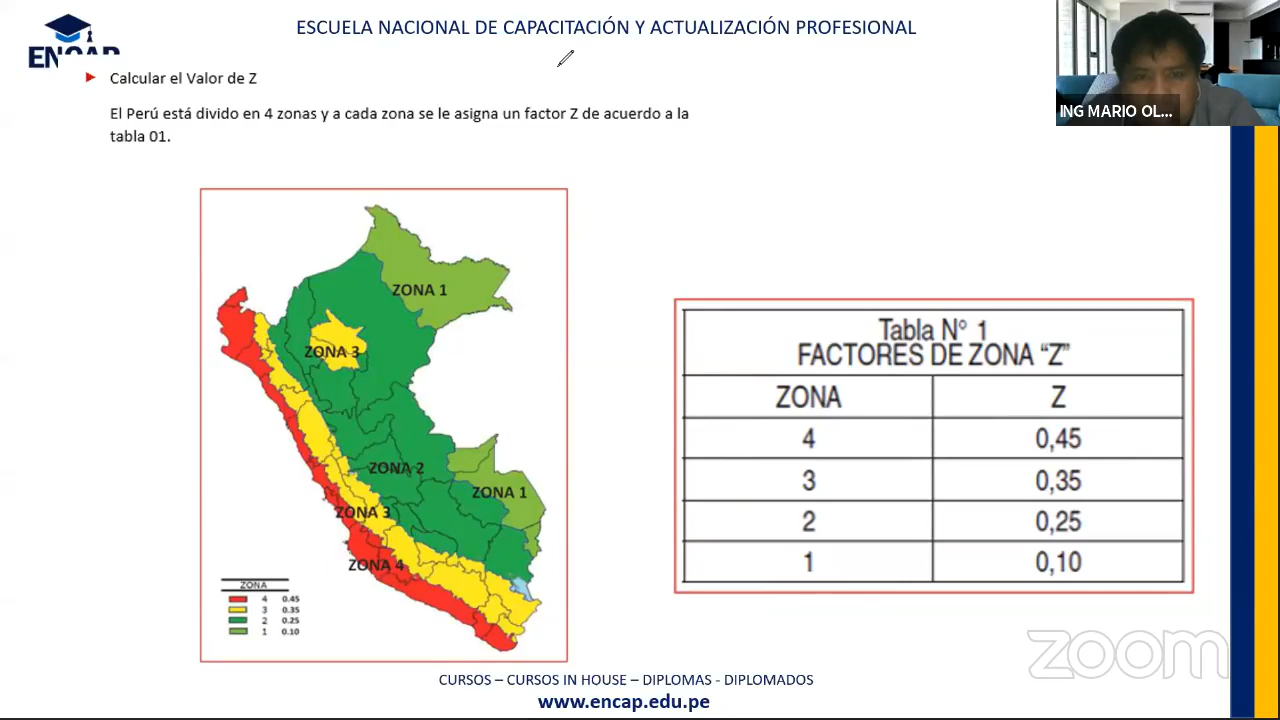 ESCUELA NACIONAL DE CAPACITACIÓN Y ACTUALIZACIÓN PROFESIONAL
ENCAP
Calcular el Valor de Z
El Perú está divido en 4 zonas y a cada zona se le asigna un factor Z de acuerdo a la
tabla 01.
ING MARIO OL...
ZONA 1
ZONA 3
ZONA 2
ZONA 1
ZONA 3
ZONA 4
ZONA
4 0.45
3 0.35
2 0.25
1 0.10
Tabla N° 1
FACTORES DE ZONA "Z"
ZONA Z
4 0,45
3 0,35
2 0,25
1 0,10
zoom
CURSOS – CURSOS IN HOUSE – DIPLOMAS - DIPLOMADOS
www.encap.edu.pe